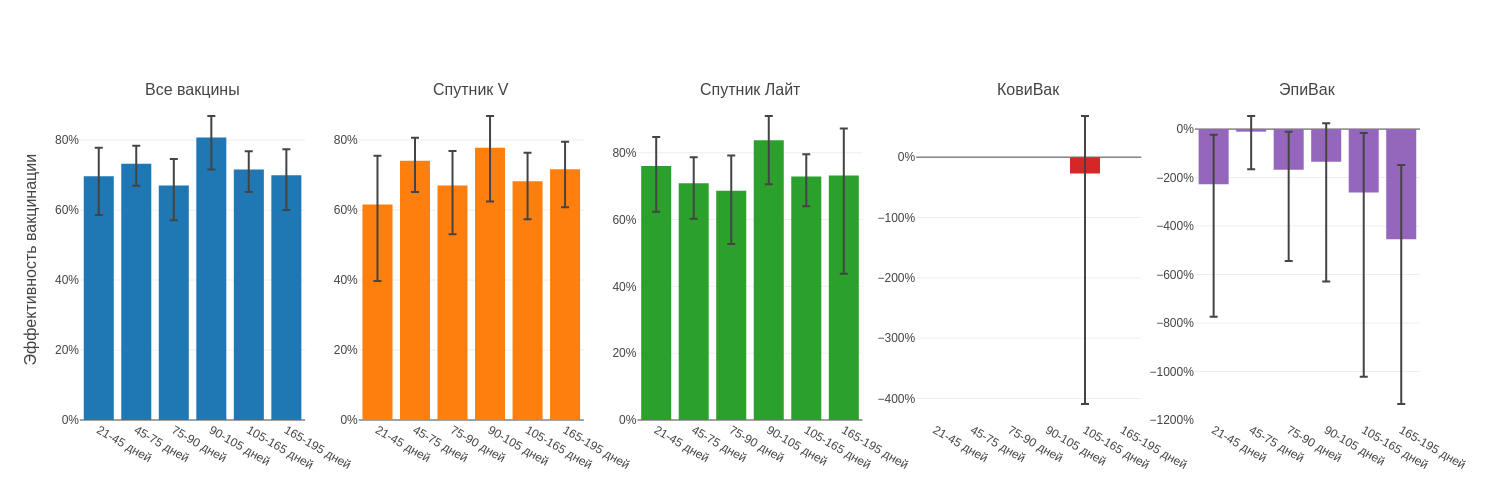 Все вакцины
Спутник V
Спутник Лайт
КовиВак
ЭпиВак
Эффективность вакцинации
80%
60%
40%
20%
0%
21-45 дней
45-75 дней
75-90 дней
90-105 дней
105-165 дней
165-195 дней
80%
60%
40%
20%
0%
21-45 дней
45-75 дней
75-90 дней
90-105 дней
105-165 дней
165-195 дней
80%
60%
40%
20%
0%
21-45 дней
45-75 дней
75-90 дней
90-105 дней
105-165 дней
165-195 дней
0%
−100%
−200%
−300%
−400%
21-45 дней
45-75 дней
75-90 дней
90-105 дней
105-165 дней
165-195 дней
0%
−200%
−400%
−600%
−800%
−1000%
−1200%
21-45 дней
45-75 дней
75-90 дней
90-105 дней
105-165 дней
165-195 дней